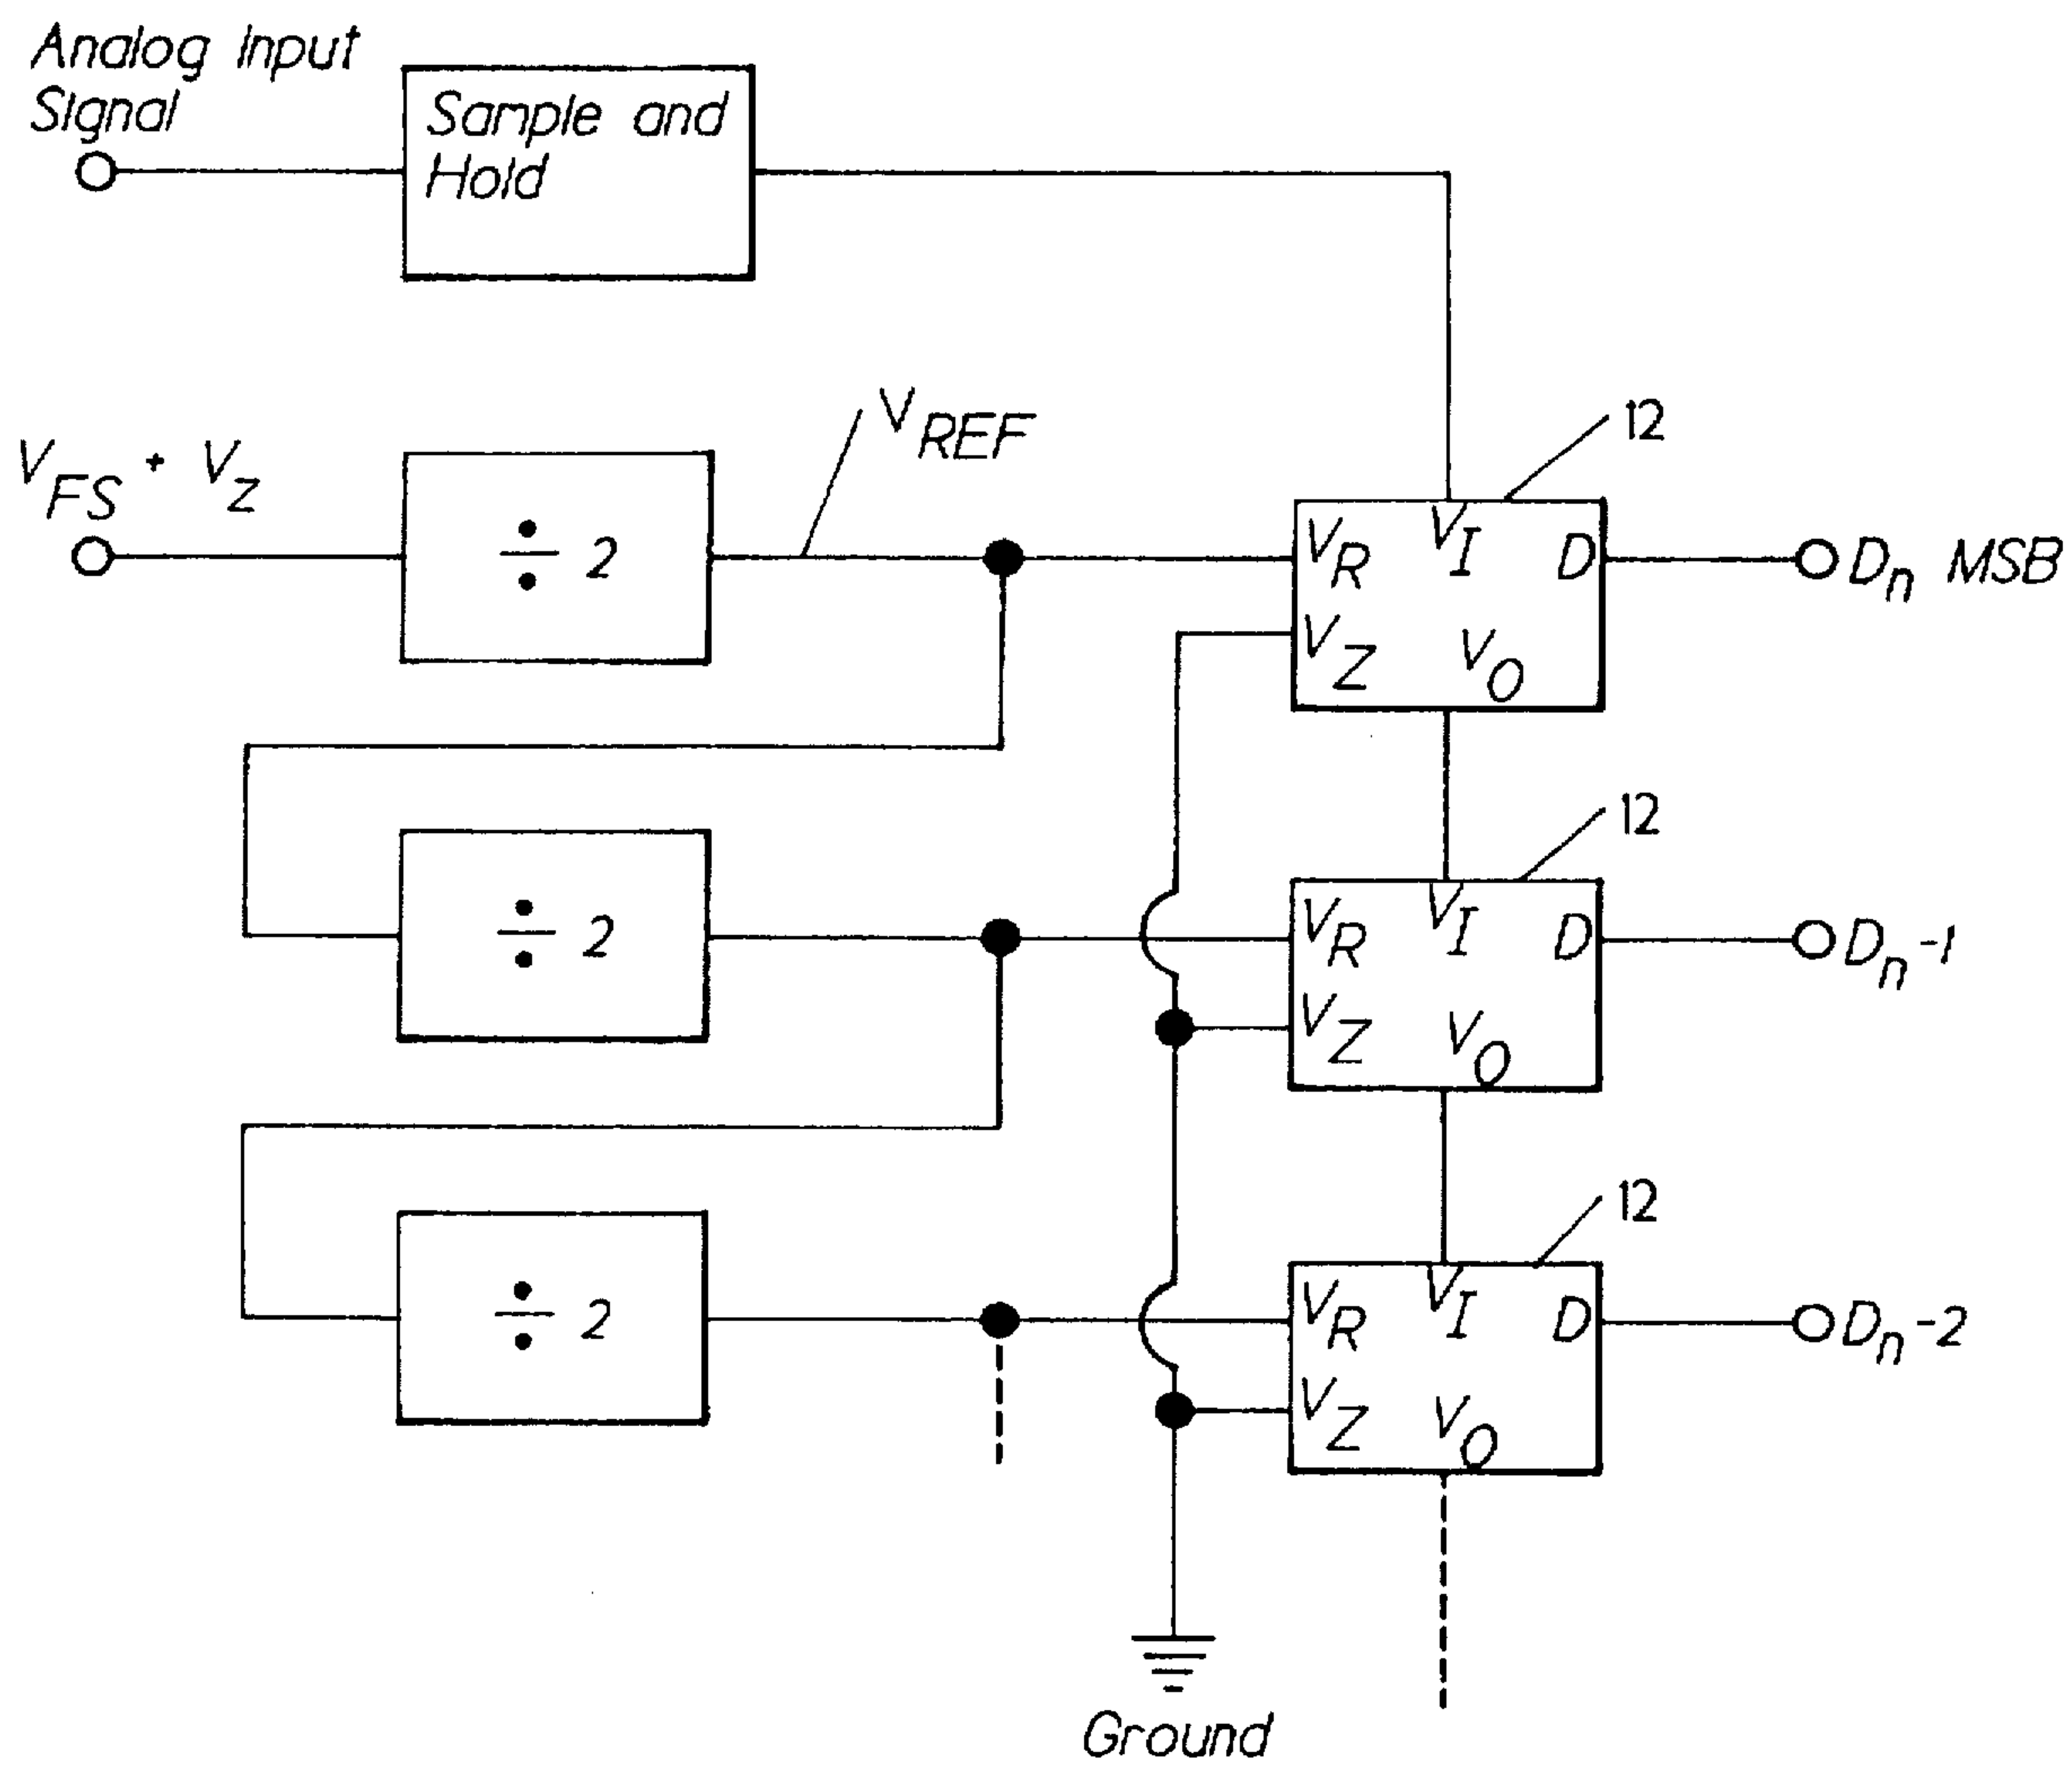 Analog Input
Signal
Sample and
Hold
V_FS + V_Z
÷ 2
V_REF
12
V_R V_I D
V_Z V_O
D_n MSB
÷ 2
12
V_R V_I D
V_Z V_O
D_n -1
÷ 2
12
V_R V_I D
V_Z V_O
D_n -2
Ground